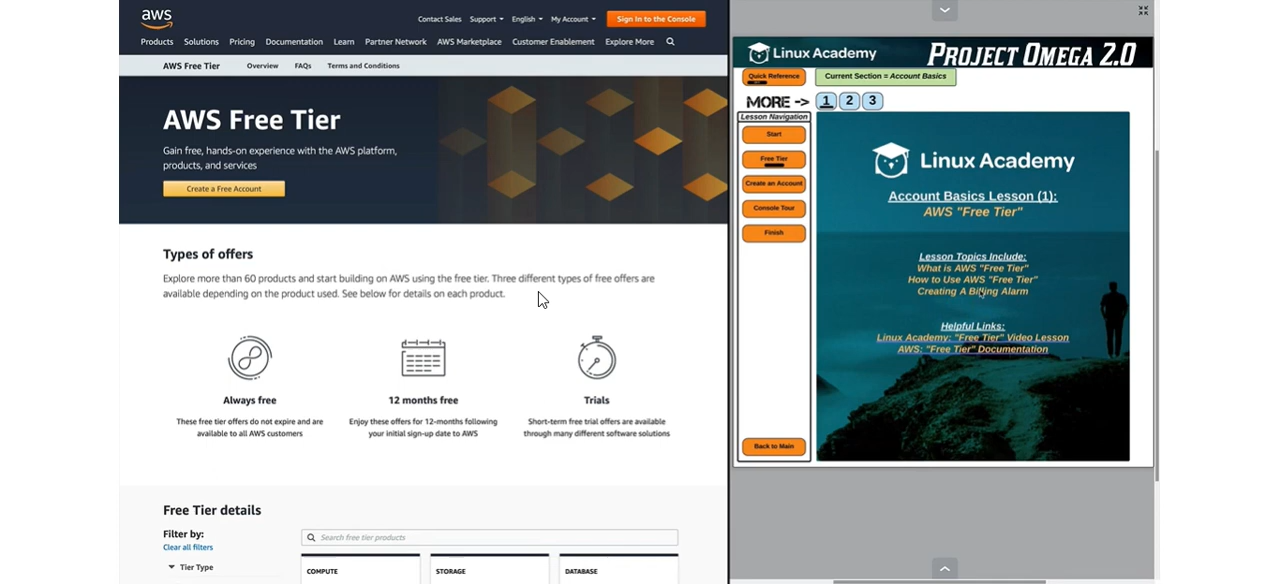 aws
Contact Sales Support English My Account Sign In to the Console
Products Solutions Pricing Documentation Learn Partner Network AWS Marketplace Customer Enablement Explore More
AWS Free Tier Overview FAQs Terms and Conditions
AWS Free Tier
Gain free, hands-on experience with the AWS platform,
products, and services
Create a Free Account
Types of offers
Explore more than 60 products and start building on AWS using the free tier. Three different types of free offers are
available depending on the product used. See below for details on each product.
Always free
These free tier offers do not expire and are
available to all AWS customers
12 months free
Enjoy these offers for 12-months following
your initial sign-up date to AWS
Trials
Short-term free trial offers are available
through many different software solutions
Free Tier details
Filter by:
Clear all filters
Tier Type
Search free tier products
COMPUTE STORAGE DATABASE
Linux Academy PROJECT OMEGA 2.0
Quick Reference Current Section = Account Basics
MORE -> 1 2 3
Lesson Navigation
Start
Free Tier
Create an Account
Console Tour
Finish
Back to Main
Linux Academy
Account Basics Lesson (1):
AWS "Free Tier"
Lesson Topics Include:
What is AWS "Free Tier"
How to Use AWS "Free Tier"
Creating A Billing Alarm
Helpful Links:
Linux Academy: "Free Tier" Video Lesson
AWS: "Free Tier" Documentation